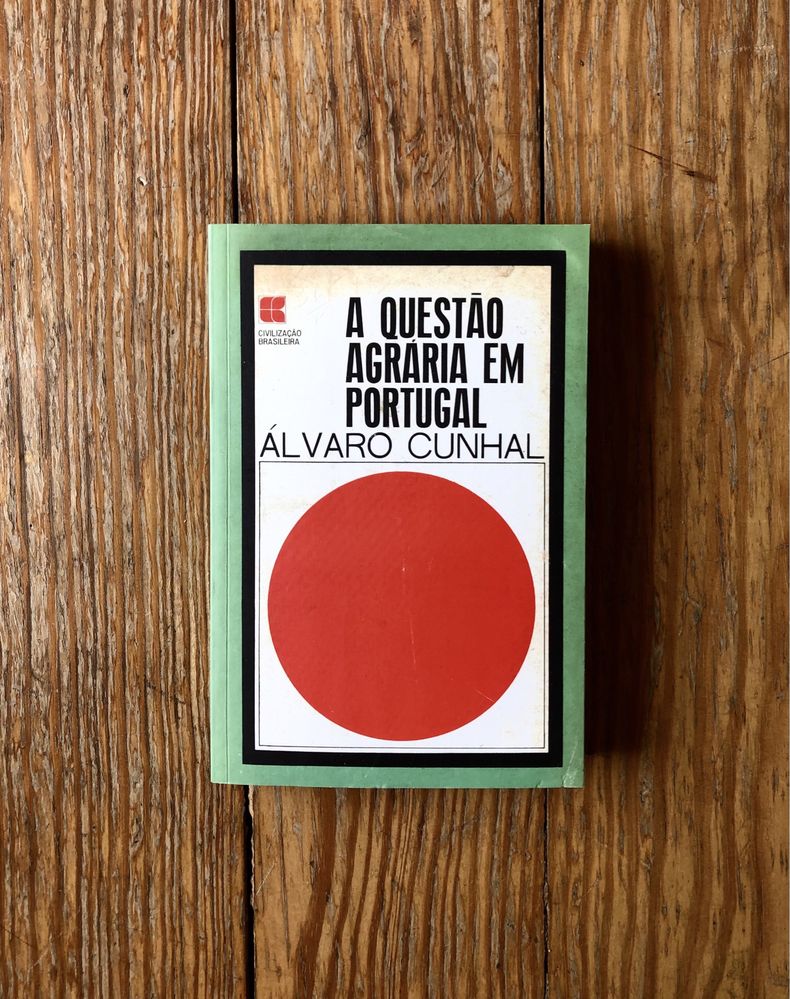 CIVILIZAÇÃO
BRASILEIRA
A QUESTÃO
AGRÁRIA EM
PORTUGAL
ÁLVARO CUNHAL